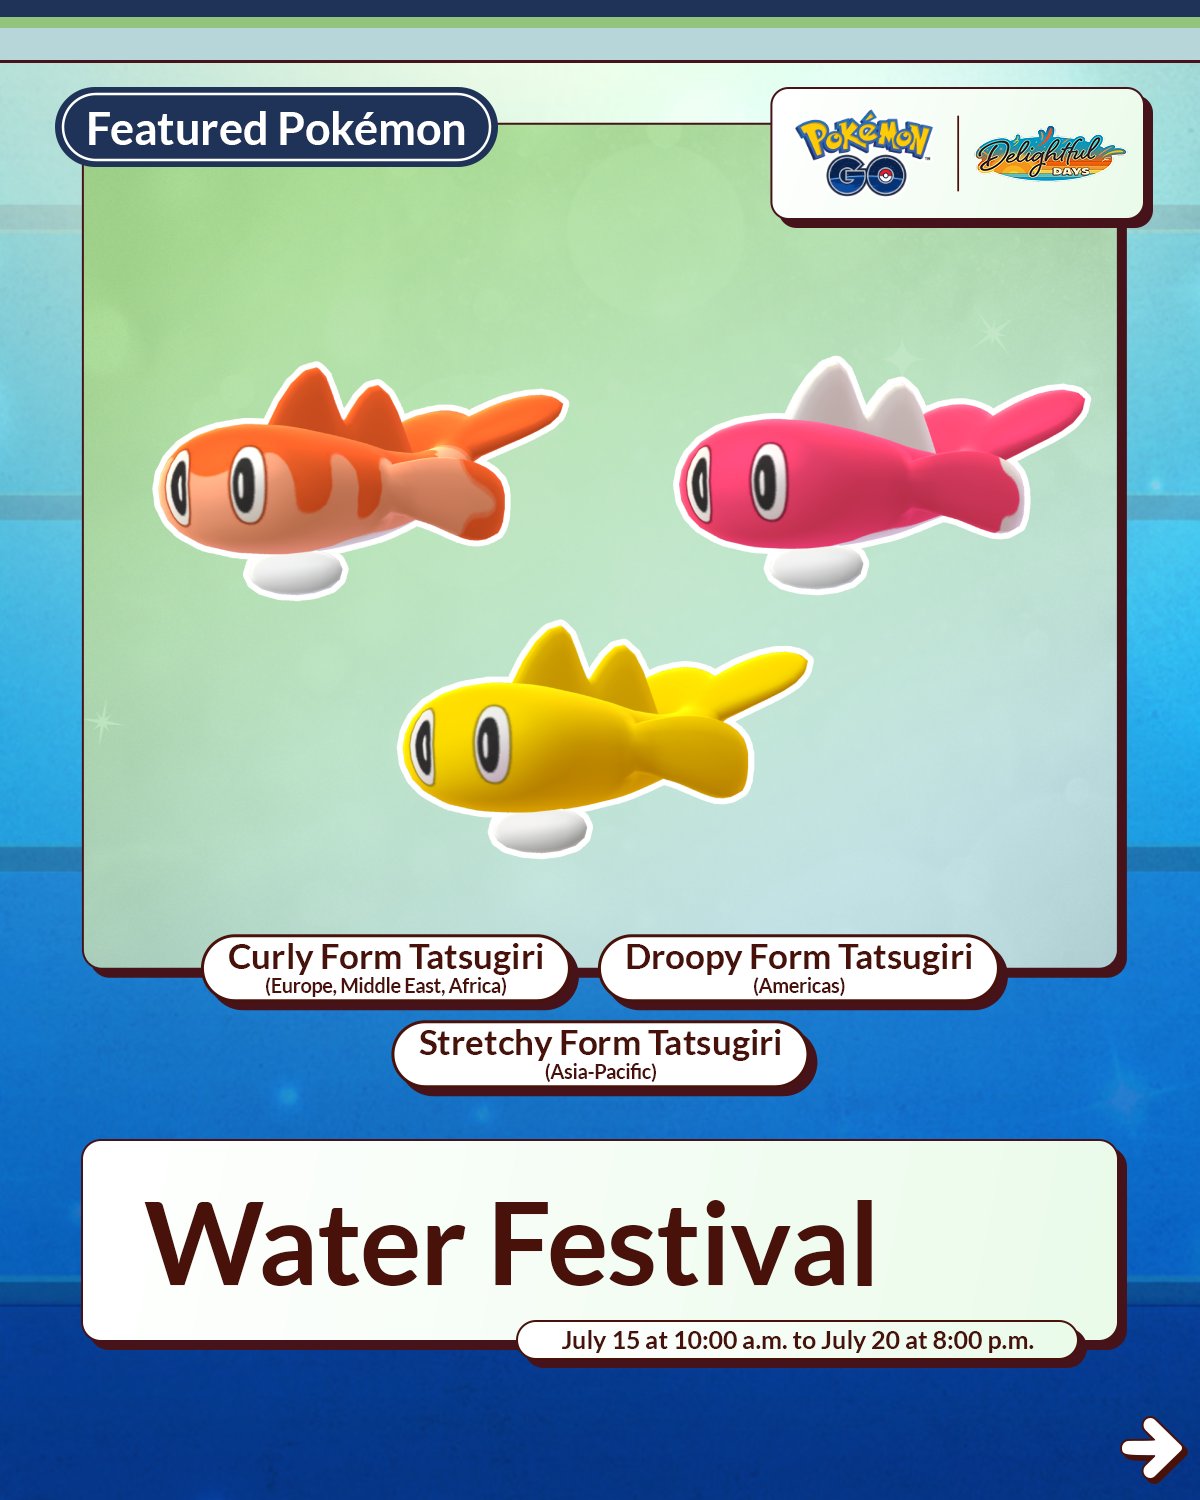 Featured Pokémon
POKÉMON
GO
Delightful
DAYS
Curly Form Tatsugiri
(Europe, Middle East, Africa)
Droopy Form Tatsugiri
(Americas)
Stretchy Form Tatsugiri
(Asia-Pacific)
Water Festival
July 15 at 10:00 a.m. to July 20 at 8:00 p.m.